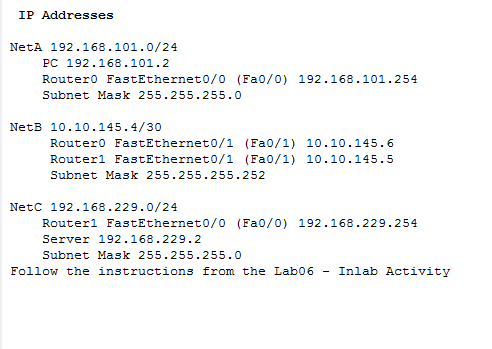 IP Addresses
NetA 192.168.101.0/24
PC 192.168.101.2
Router0 FastEthernet0/0 (Fa0/0) 192.168.101.254
Subnet Mask 255.255.255.0
NetB 10.10.145.4/30
Router0 FastEthernet0/1 (Fa0/1) 10.10.145.6
Router1 FastEthernet0/1 (Fa0/1) 10.10.145.5
Subnet Mask 255.255.255.252
NetC 192.168.229.0/24
Router1 FastEthernet0/0 (Fa0/0) 192.168.229.254
Server 192.168.229.2
Subnet Mask 255.255.255.0
Follow the instructions from the Lab06 - Inlab Activity